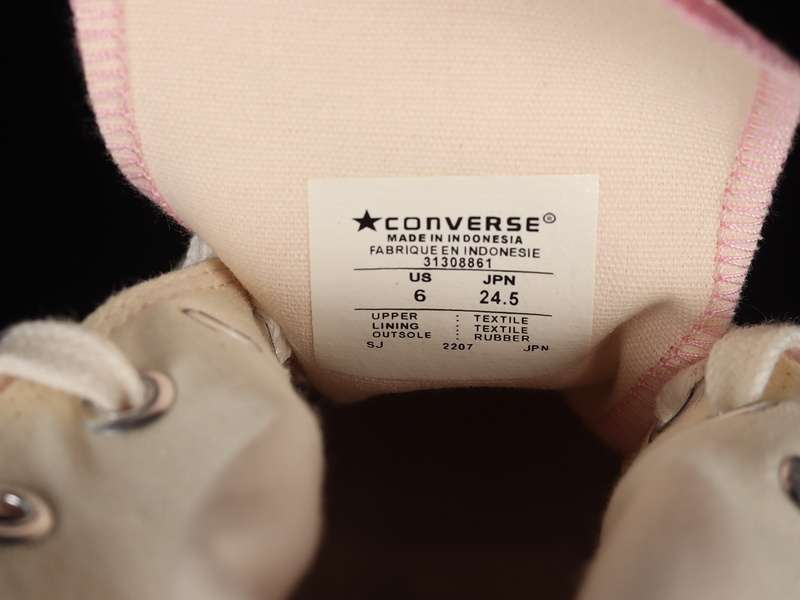 ★CONVERSE®
MADE IN INDONESIA
FABRIQUE EN INDONESIE
31308861
US JPN
6 24.5
UPPER : TEXTILE
LINING : TEXTILE
OUTSOLE : RUBBER
SJ 2207 JPN